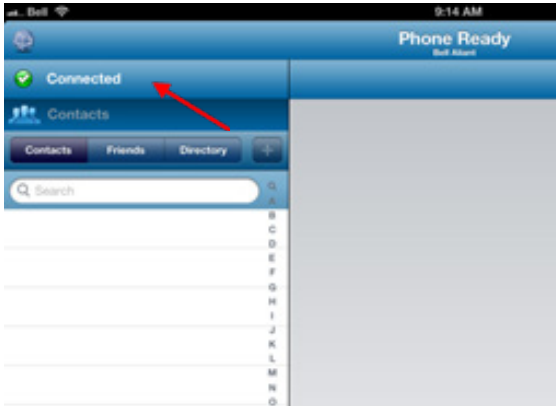 Bell
9:14 AM
Phone Ready
Bell Aliant
Connected
Contacts
Contacts Friends Directory +
Search
A
B
C
D
E
F
G
H
I
J
K
L
M
N
O